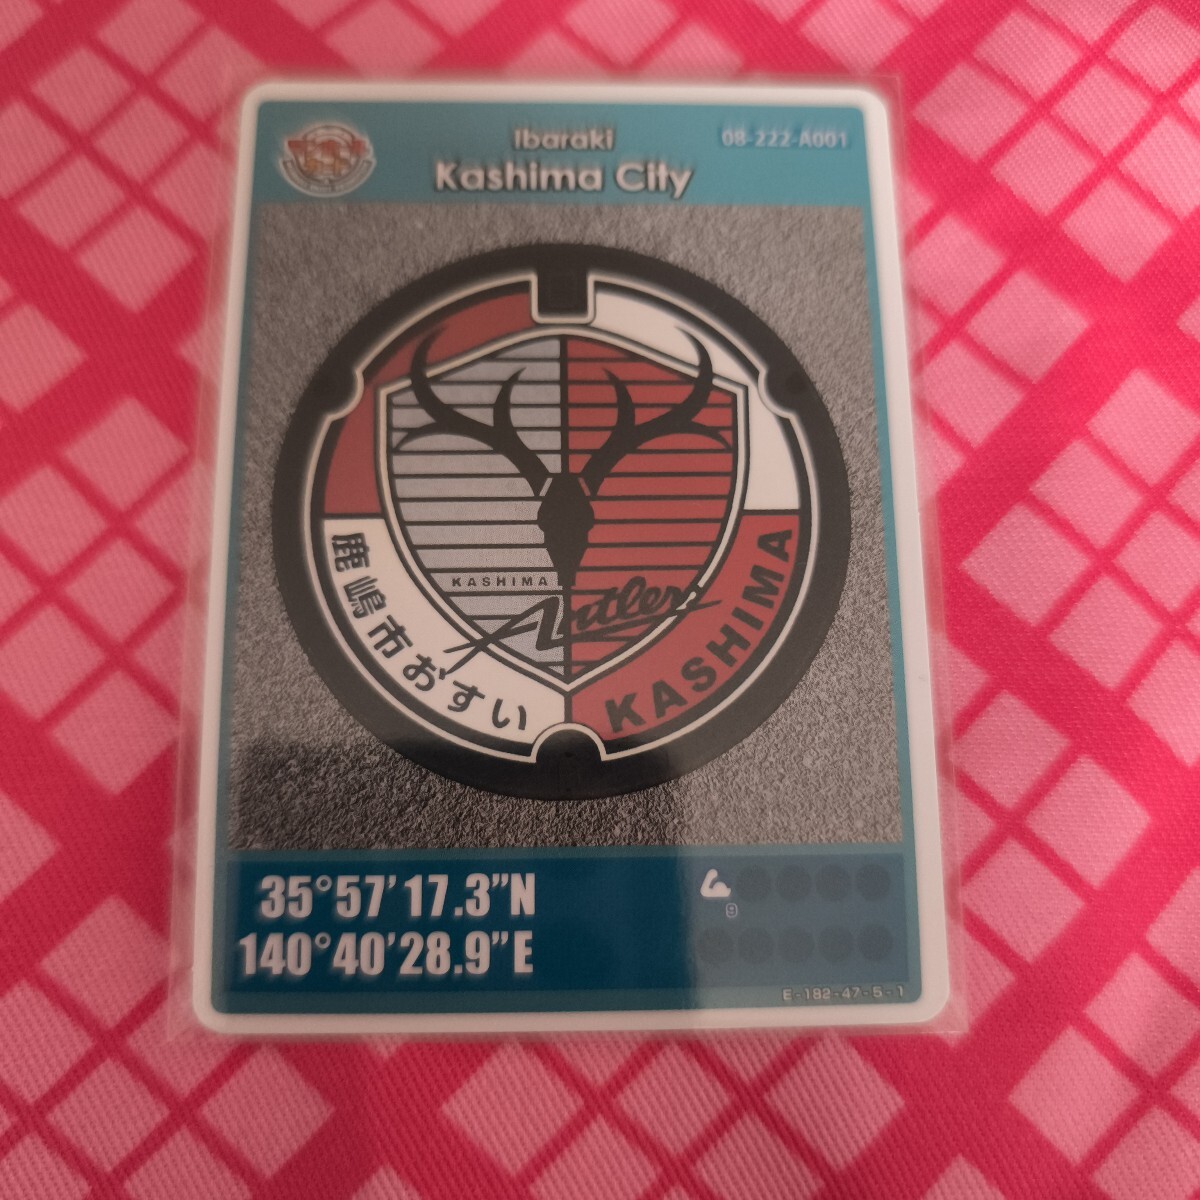 Ibaraki
08-222-A001
Kashima City
KASHIMA
Antlers
鹿嶋市おすい
KASHIMA
35°57’17.3”N
140°40’28.9”E
9
E-182-47-5-1